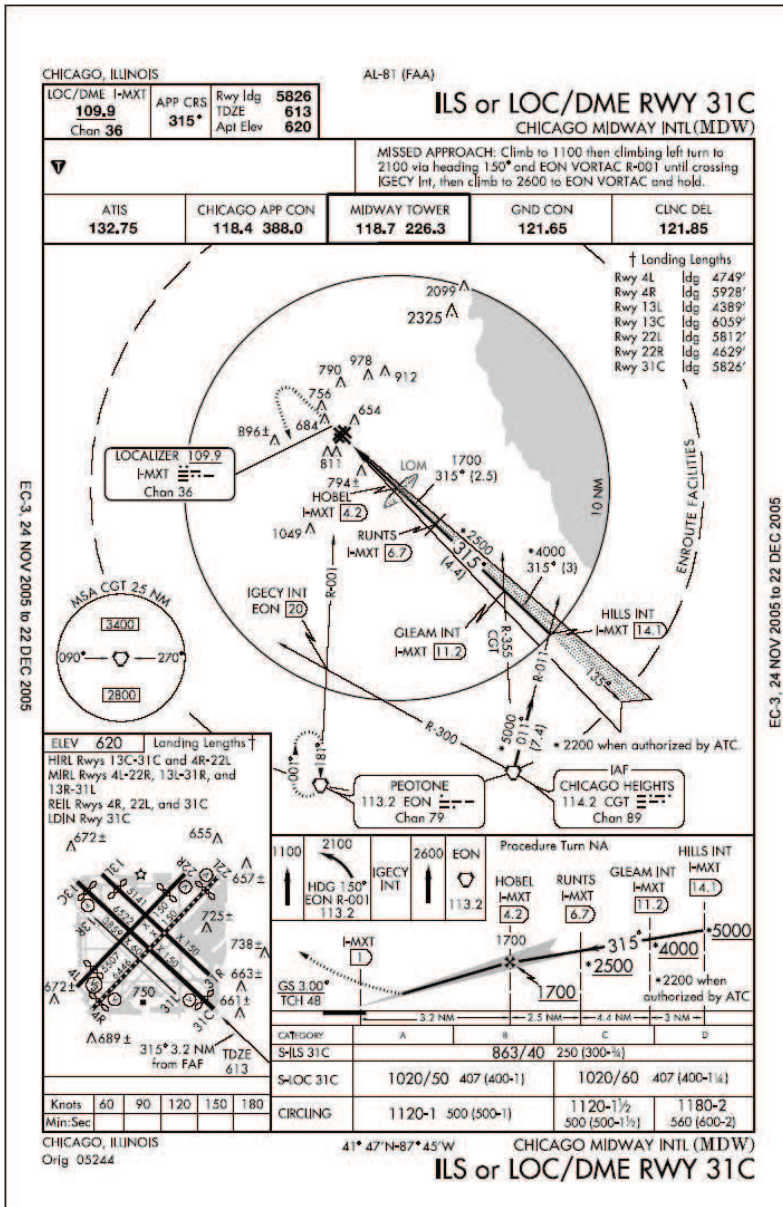 CHICAGO, ILLINOIS
AL-81 (FAA)
LOC/DME I-MXT
109.9
Chan 36
APP CRS
315°
Rwy ldg 5826
TDZE 613
Apt Elev 620
ILS or LOC/DME RWY 31C
CHICAGO MIDWAY INTL (MDW)
T
MISSED APPROACH: Climb to 1100 then climbing left turn to
2100 via heading 150° and EON VORTAC R-001 until crossing
IGECY Int, then climb to 2600 to EON VORTAC and hold.
ATIS
132.75
CHICAGO APP CON
118.4 388.0
MIDWAY TOWER
118.7 226.3
GND CON
121.65
CLNC DEL
121.85
† Landing Lengths
Rwy 4L ldg 4749'
Rwy 4R ldg 5928'
Rwy 13L ldg 4389'
Rwy 13C ldg 6059'
Rwy 22L ldg 5812'
Rwy 22R ldg 4629'
Rwy 31C ldg 5826'
2099
2325
978
790
912
756
654
684
896±
811
794±
1049
LOCALIZER 109.9
I-MXT
Chan 36
LOM
1700
315° (2.5)
HOBEL
I-MXT 4.2
RUNTS
I-MXT 6.7
*2500
315°
(4.4)
*4000
315° (3)
10 NM
ENROUTE FACILITIES
HILLS INT
I-MXT 14.1
GLEAM INT
I-MXT 11.2
R-355
CGT
R-011
135°
IGECY INT
EON 20
R-001
R-300
*5000
011°
(7.4)
*2200 when authorized by ATC.
MSA CGT 25 NM
3400
090°
270°
2800
001°
181°
PEOTONE
113.2 EON
Chan 79
IAF
CHICAGO HEIGHTS
114.2 CGT
Chan 89
EC-3, 24 NOV 2005 to 22 DEC 2005
EC-3, 24 NOV 2005 to 22 DEC 2005
ELEV 620 Landing Lengths †
HIRL Rwys 13C-31C and 4R-22L
MIRL Rwys 4L-22R, 13L-31R, and
13R-31L
REIL Rwys 4R, 22L, and 31C
LDIN Rwy 31C
672±
655
657±
725±
738±
663±
661±
672±
689±
750
13L
13C
13R
22R
22L
4L
4R
31L
31C
31R
5141
6522
3859 X 60
5507
6446
X 150
315° 3.2 NM
from FAF
TDZE
613
Knots 60 90 120 150 180
Min:Sec
1100
2100
HDG 150°
EON R-001
113.2
IGECY
INT
2600
EON
113.2
Procedure Turn NA
HOBEL
I-MXT
4.2
RUNTS
I-MXT
6.7
GLEAM INT
I-MXT
11.2
HILLS INT
I-MXT
14.1
I-MXT
1
1700
315°
*5000
*4000
*2500
1700
GS 3.00°
TCH 48
*2200 when
authorized by ATC
3.2 NM
2.5 NM
4.4 NM
3 NM
CATEGORY A B C D
S-ILS 31C 863/40 250 (300-¾)
S-LOC 31C 1020/50 407 (400-1) 1020/60 407 (400-1¼)
CIRCLING 1120-1 500 (500-1) 1120-1½ 500 (500-1½) 1180-2 560 (600-2)
CHICAGO, ILLINOIS
Orig 05244
41° 47'N-87° 45'W
CHICAGO MIDWAY INTL (MDW)
ILS or LOC/DME RWY 31C